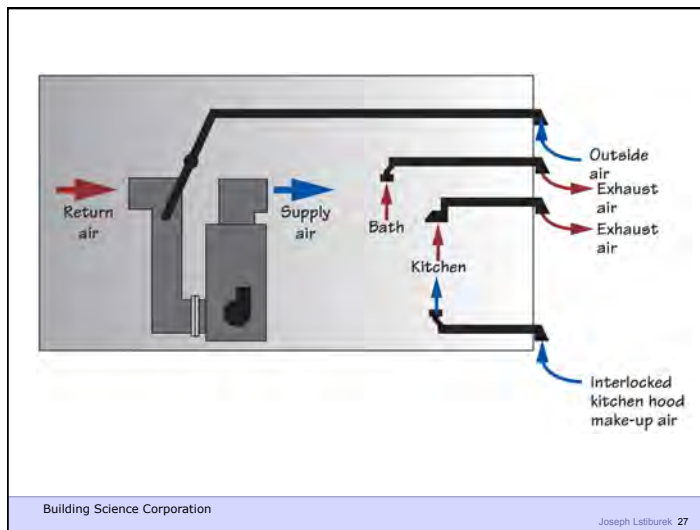 Outside
air
Exhaust
air
Exhaust
air
Return
air
Supply
air
Bath
Kitchen
Interlocked
kitchen hood
make-up air
Building Science Corporation
Joseph Lstiburek 27